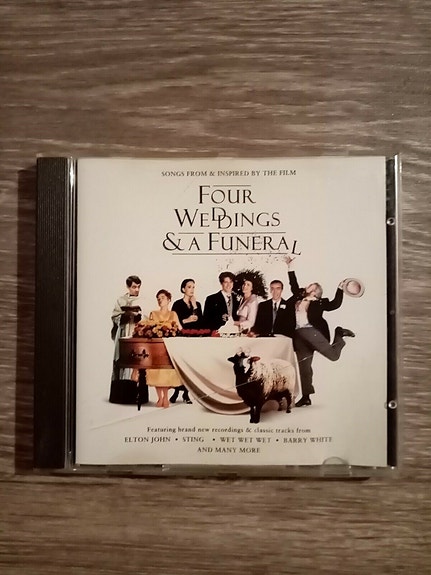 SONGS FROM & INSPIRED BY THE FILM
FOUR
WEDDINGS
& A FUNERAL
Featuring brand new recordings & classic tracks from
ELTON JOHN • STING • WET WET WET • BARRY WHITE
AND MANY MORE